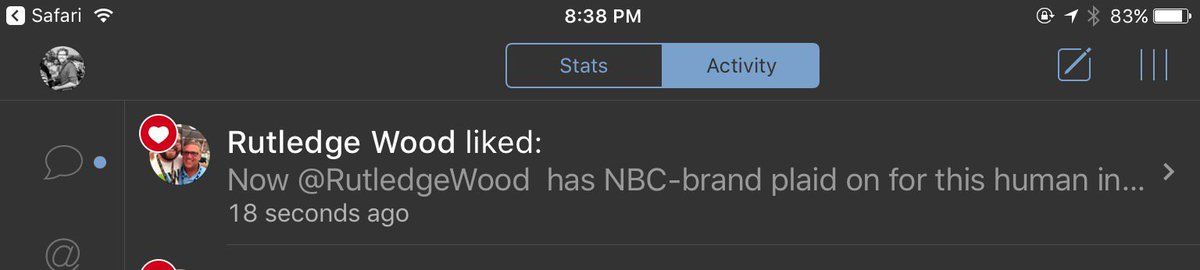 Safari 8:38 PM 83%
Stats Activity
Rutledge Wood liked:
Now @RutledgeWood has NBC-brand plaid on for this human in...
18 seconds ago
@